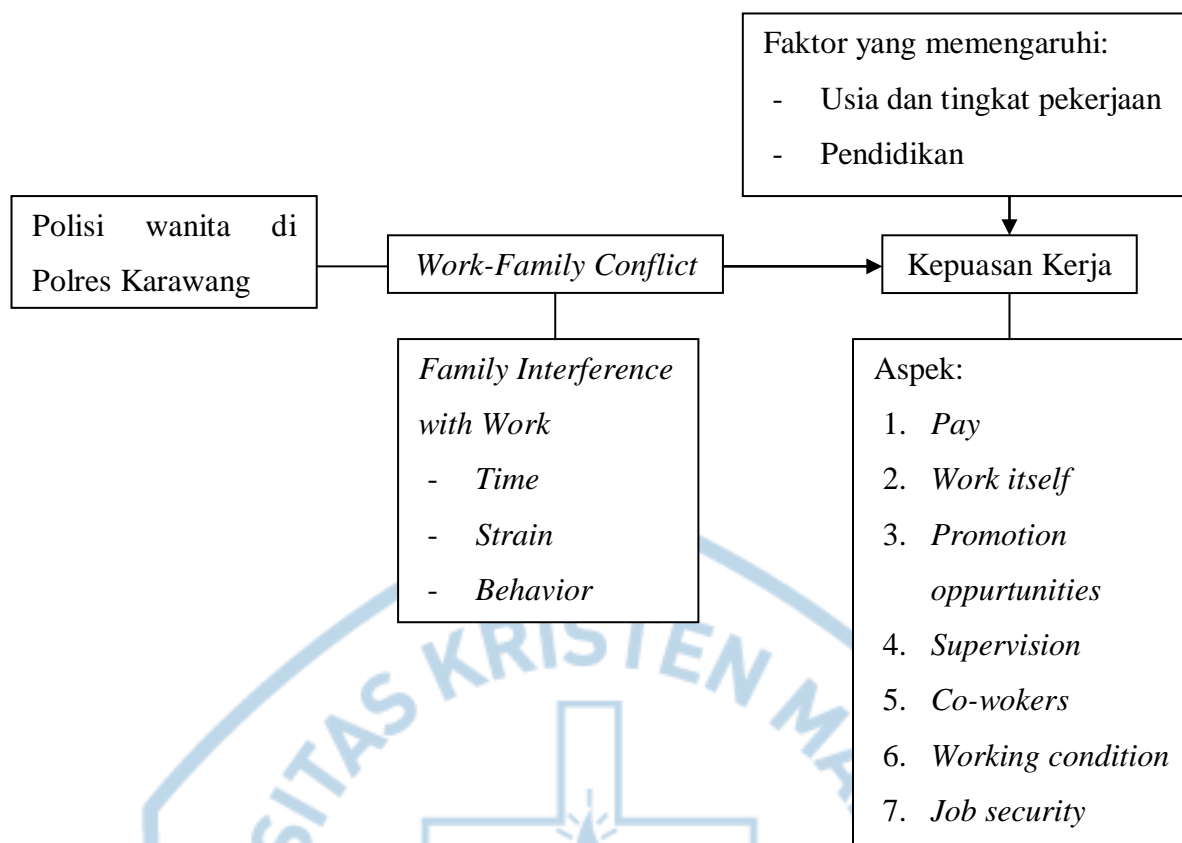 Faktor yang memengaruhi:
- Usia dan tingkat pekerjaan
- Pendidikan
Polisi wanita di
Polres Karawang
Work-Family Conflict
Kepuasan Kerja
Family Interference
with Work
- Time
- Strain
- Behavior
Aspek:
1. Pay
2. Work itself
3. Promotion
oppurtunities
4. Supervision
5. Co-wokers
6. Working condition
7. Job security
KRISTEN